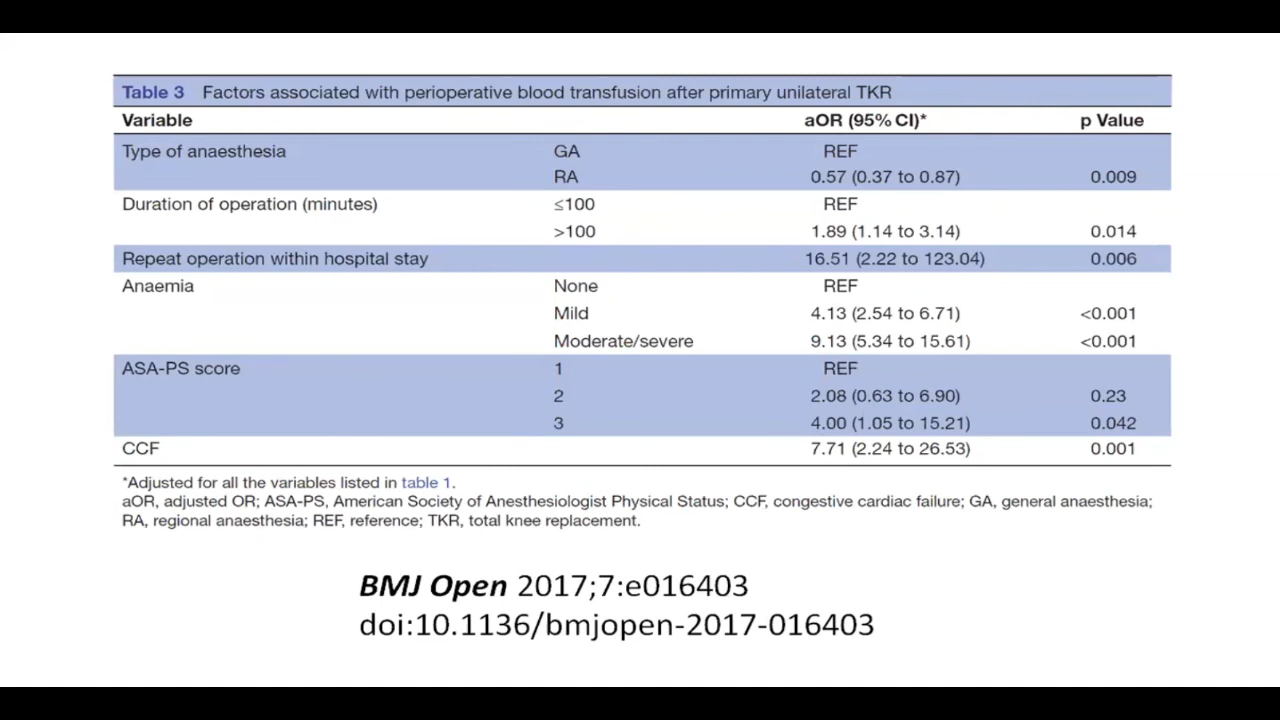 Table 3 Factors associated with perioperative blood transfusion after primary unilateral TKR
Variable aOR (95% CI)* p Value
Type of anaesthesia GA REF
RA 0.57 (0.37 to 0.87) 0.009
Duration of operation (minutes) ≤100 REF
>100 1.89 (1.14 to 3.14) 0.014
Repeat operation within hospital stay 16.51 (2.22 to 123.04) 0.006
Anaemia None REF
Mild 4.13 (2.54 to 6.71) <0.001
Moderate/severe 9.13 (5.34 to 15.61) <0.001
ASA-PS score 1 REF
2 2.08 (0.63 to 6.90) 0.23
3 4.00 (1.05 to 15.21) 0.042
CCF 7.71 (2.24 to 26.53) 0.001
*Adjusted for all the variables listed in table 1.
aOR, adjusted OR; ASA-PS, American Society of Anesthesiologist Physical Status; CCF, congestive cardiac failure; GA, general anaesthesia;
RA, regional anaesthesia; REF, reference; TKR, total knee replacement.
BMJ Open 2017;7:e016403
doi:10.1136/bmjopen-2017-016403